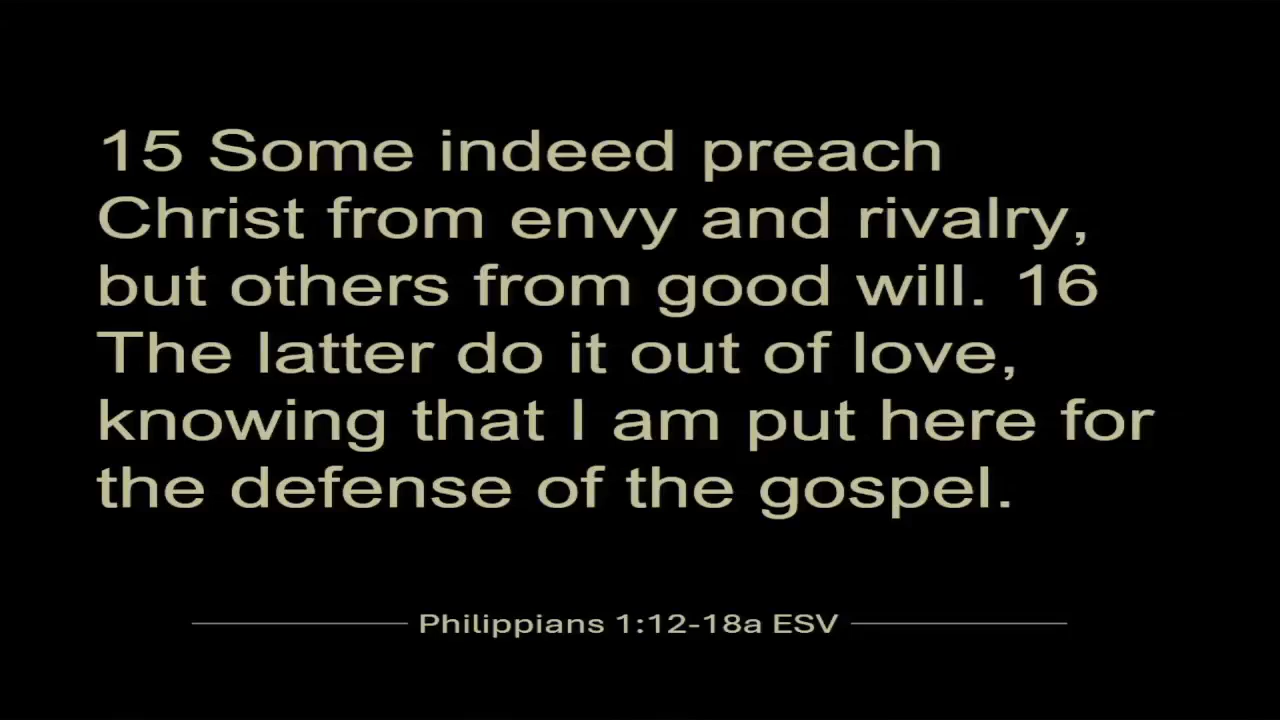 15 Some indeed preach
Christ from envy and rivalry,
but others from good will. 16
The latter do it out of love,
knowing that I am put here for
the defense of the gospel.
Philippians 1:12-18a ESV